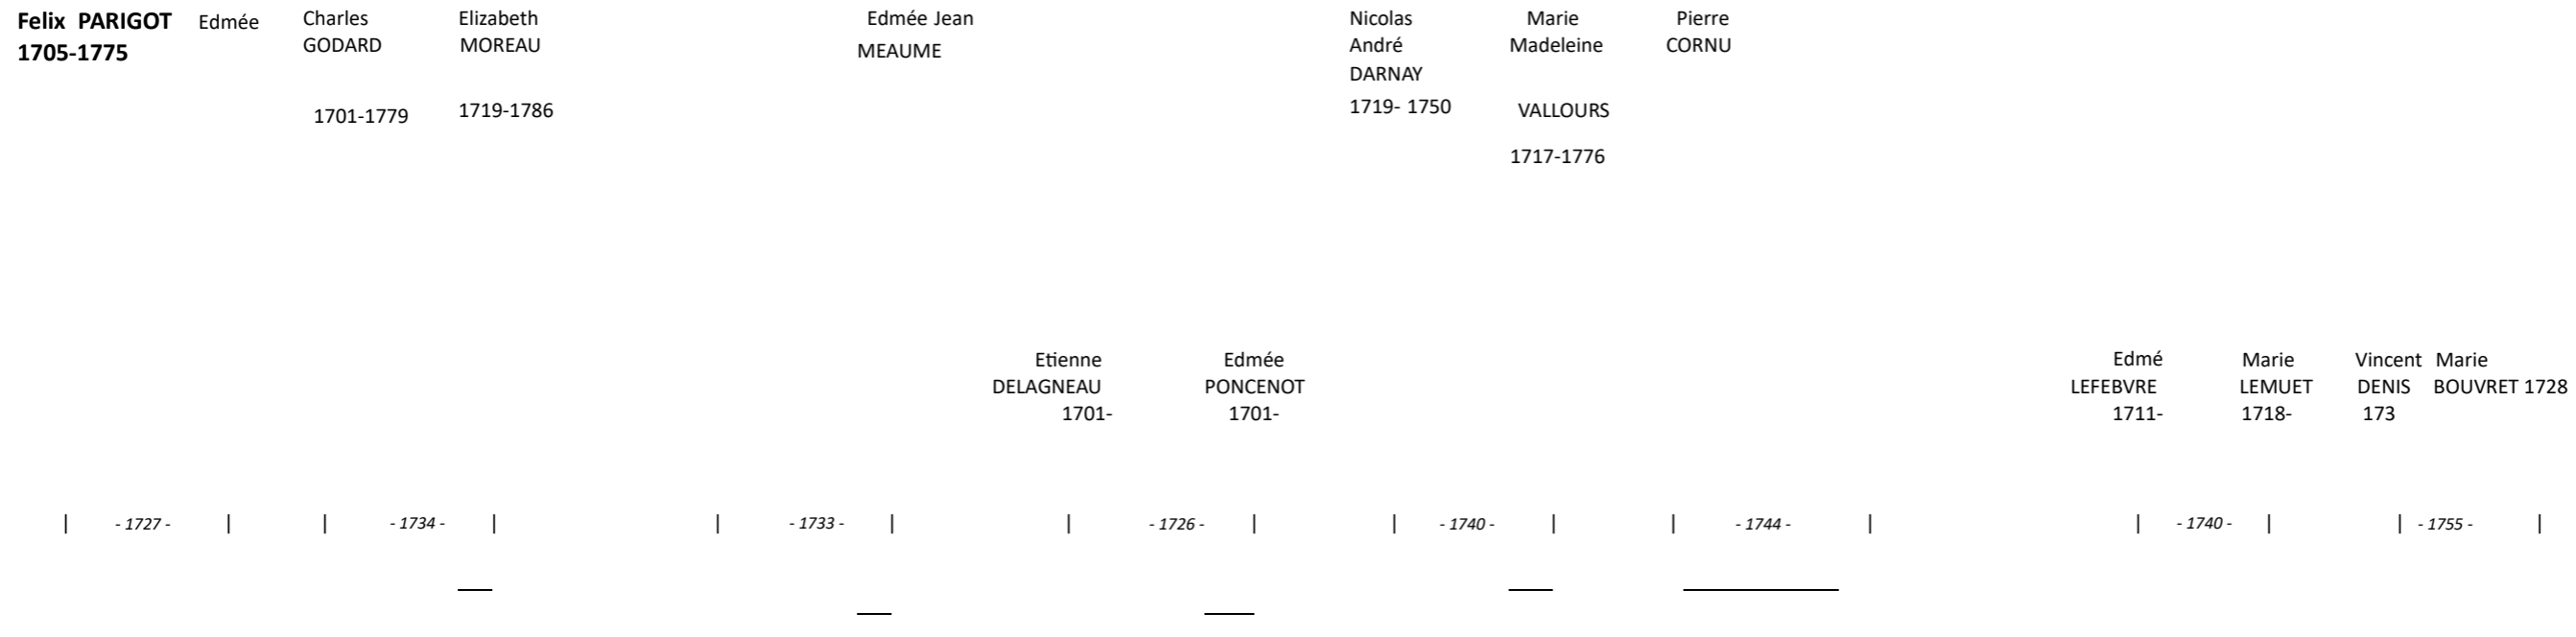 Felix PARIGOT
1705-1775
Edmée
Charles
GODARD
1701-1779
Elizabeth
MOREAU
1719-1786
Edmée Jean
MEAUME
Nicolas
André
DARNAY
1719- 1750
Marie
Madeleine
VALLOURS
1717-1776
Pierre
CORNU
Etienne
DELAGNEAU
1701-
Edmée
PONCENOT
1701-
Edmé
LEFEBVRE
1711-
Marie
LEMUET
1718-
Vincent
DENIS
173
Marie
BOUVRET 1728
| - 1727 - | | - 1734 - | | - 1733 - | | - 1726 - | | - 1740 - | | - 1744 - | | - 1740 - | | - 1755 - |